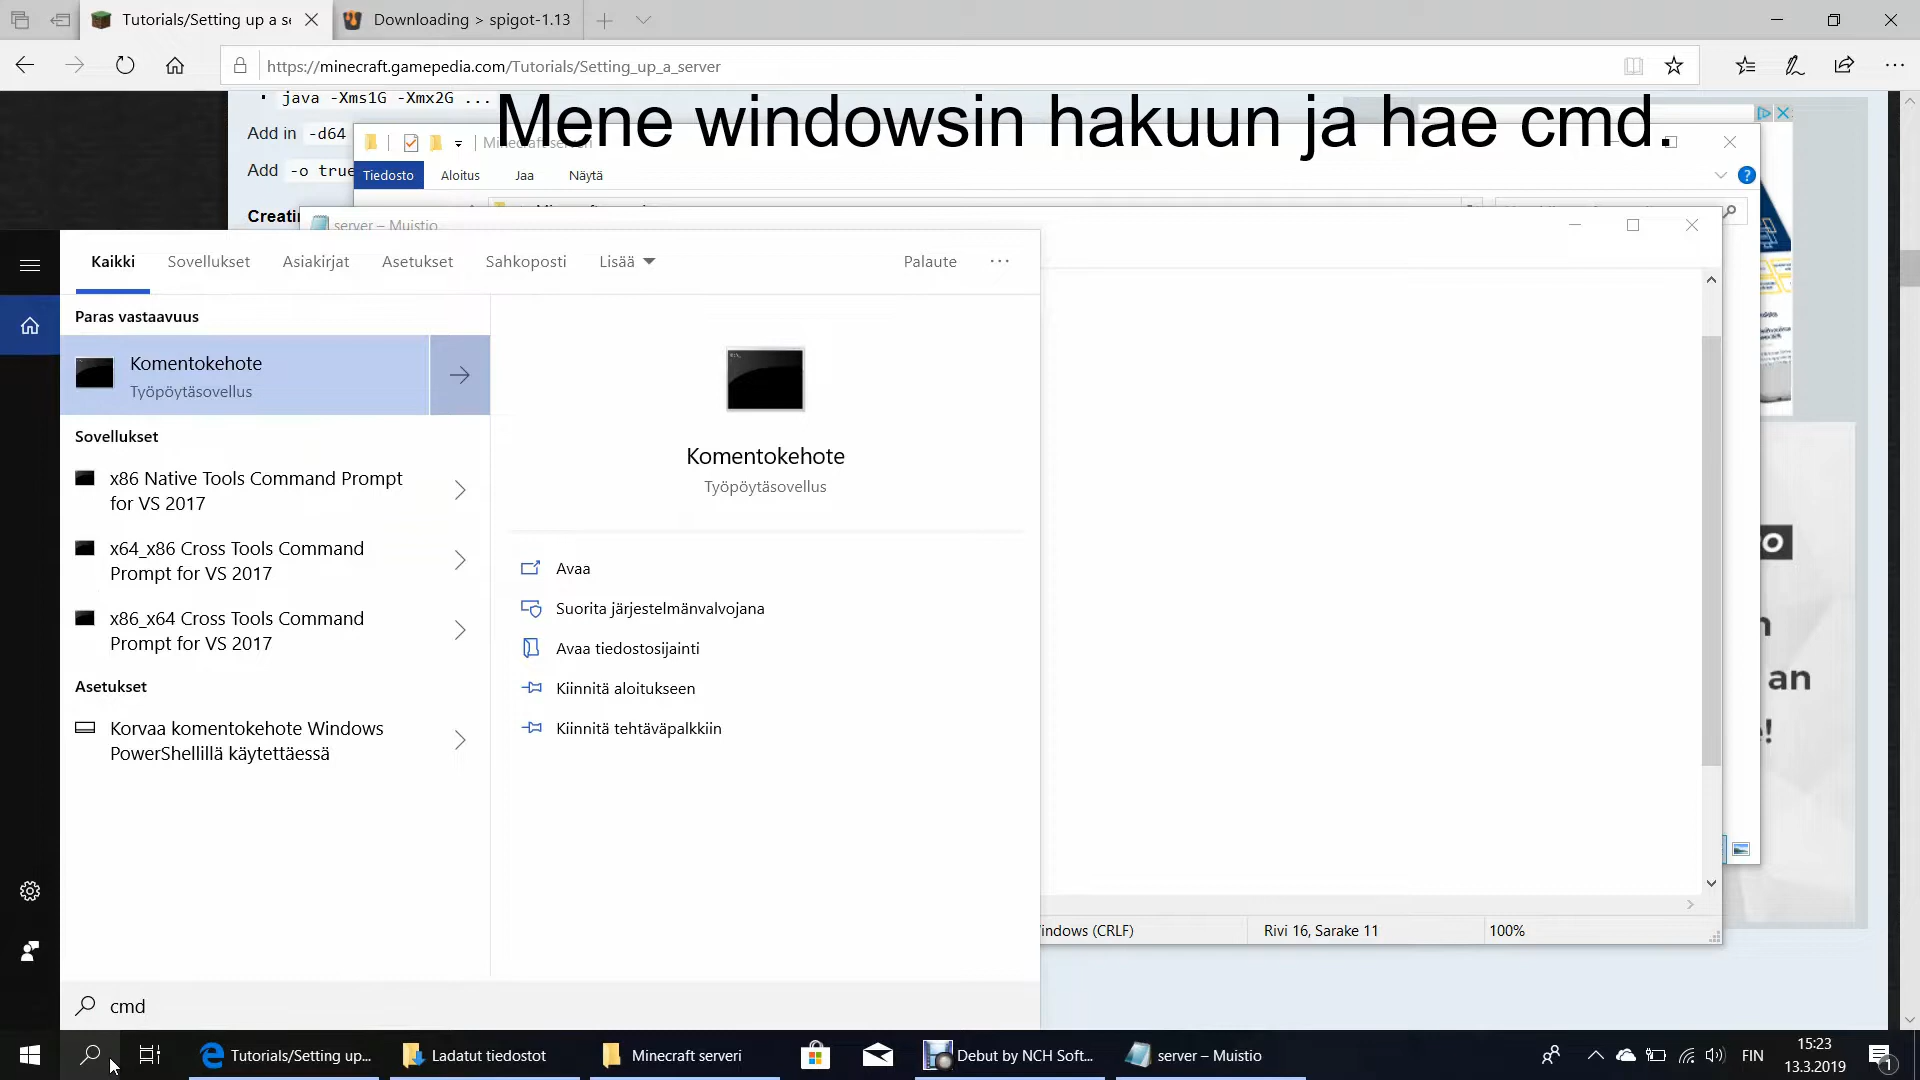 Tutorials/Setting up a se
Downloading > spigot-1.13
https://minecraft.gamepedia.com/Tutorials/Setting_up_a_server
java -Xms1G -Xmx2G ...
Mene windowsin hakuun ja hae cmd.
Add in -d64
Minecraft serveri
Add -o true
Tiedosto Aloitus Jaa Näytä
Creatin
server – Muistio
Kaikki Sovellukset Asiakirjat Asetukset Sahkoposti Lisää Palaute ...
Paras vastaavuus
Komentokehote
Työpöytäsovellus
Sovellukset
x86 Native Tools Command Prompt
for VS 2017
x64_x86 Cross Tools Command
Prompt for VS 2017
x86_x64 Cross Tools Command
Prompt for VS 2017
Asetukset
Korvaa komentokehote Windows
PowerShellillä käytettäessä
Komentokehote
Työpöytäsovellus
Avaa
Suorita järjestelmänvalvojana
Avaa tiedostosijainti
Kiinnitä aloitukseen
Kiinnitä tehtäväpalkkiin
an
indows (CRLF) Rivi 16, Sarake 11 100%
cmd
Tutorials/Setting up...
Ladatut tiedostot
Minecraft serveri
Debut by NCH Soft...
server – Muistio
FIN
15:23
13.3.2019
1